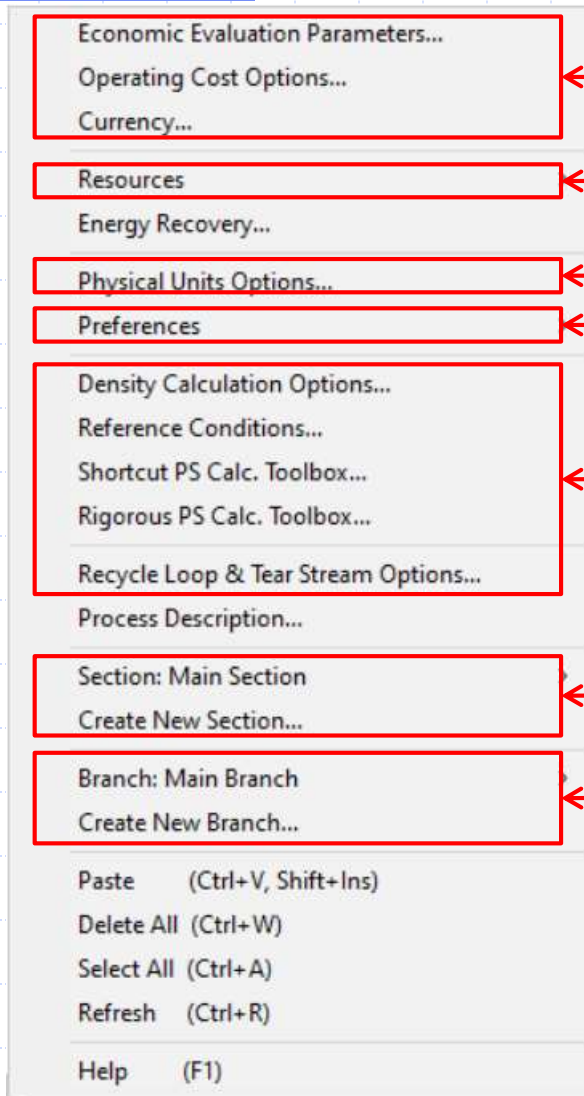 Economic Evaluation Parameters...
Operating Cost Options...
Currency...
Resources
Energy Recovery...
Physical Units Options...
Preferences
Density Calculation Options...
Reference Conditions...
Shortcut PS Calc. Toolbox...
Rigorous PS Calc. Toolbox...
Recycle Loop & Tear Stream Options...
Process Description...
Section: Main Section
Create New Section...
Branch: Main Branch
Create New Branch...
Paste (Ctrl+V, Shift+Ins)
Delete All (Ctrl+W)
Select All (Ctrl+A)
Refresh (Ctrl+R)
Help (F1)